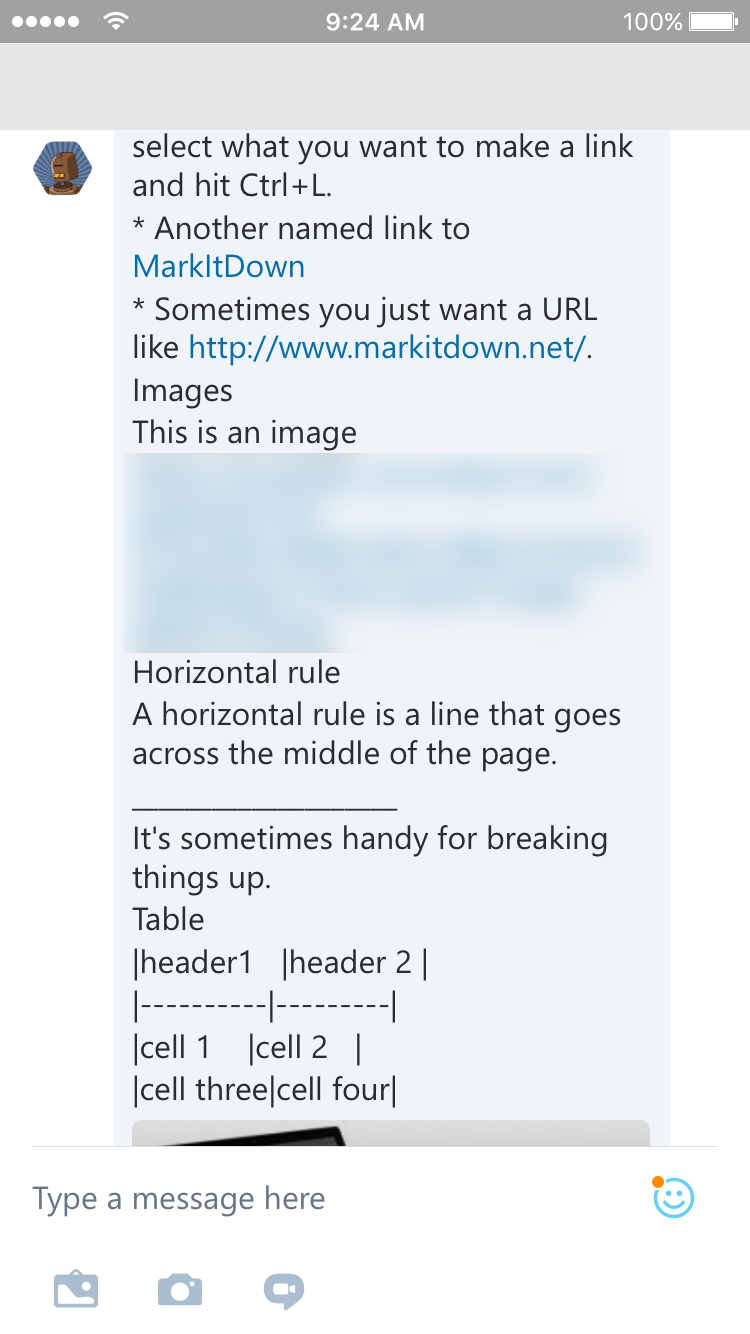 9:24 AM 100%
select what you want to make a link
and hit Ctrl+L.
* Another named link to
MarkItDown
* Sometimes you just want a URL
like http://www.markitdown.net/.
Images
This is an image
Horizontal rule
A horizontal rule is a line that goes
across the middle of the page.
___________________
It's sometimes handy for breaking
things up.
Table
|header1   |header 2 |
|----------|---------|
|cell 1    |cell 2   |
|cell three|cell four|
Type a message here